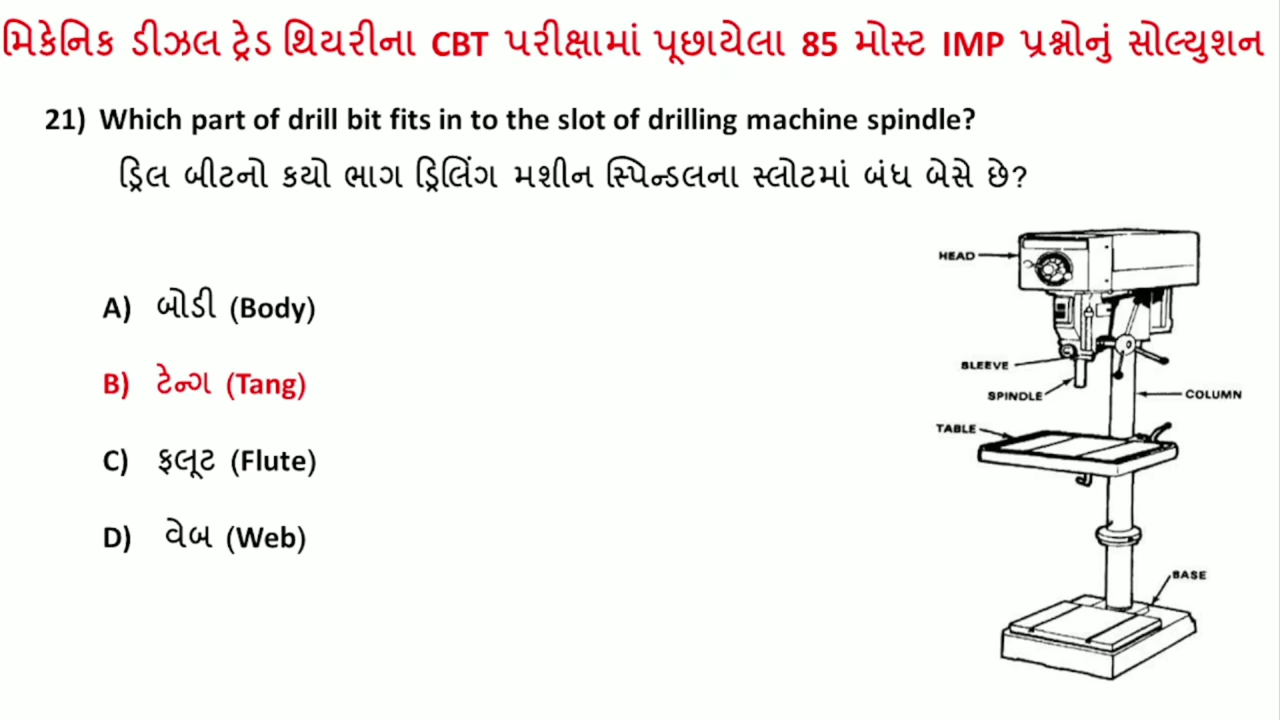 મિકેનિક ડીઝલ ટ્રેડ થિયરીના CBT પરીક્ષામાં પૂછાયેલા 85 મોસ્ટ IMP પ્રશ્નોનું સોલ્યુશન
21) Which part of drill bit fits in to the slot of drilling machine spindle?
ડ્રિલ બીટનો કયો ભાગ ડ્રિલિંગ મશીન સ્પિન્ડલના સ્લોટમાં બંધ બેસે છે?
A) બોડી (Body)
B) ટેન્ગ (Tang)
C) ફલૂટ (Flute)
D) વેબ (Web)
HEAD
SLEEVE
SPINDLE
COLUMN
TABLE
BASE